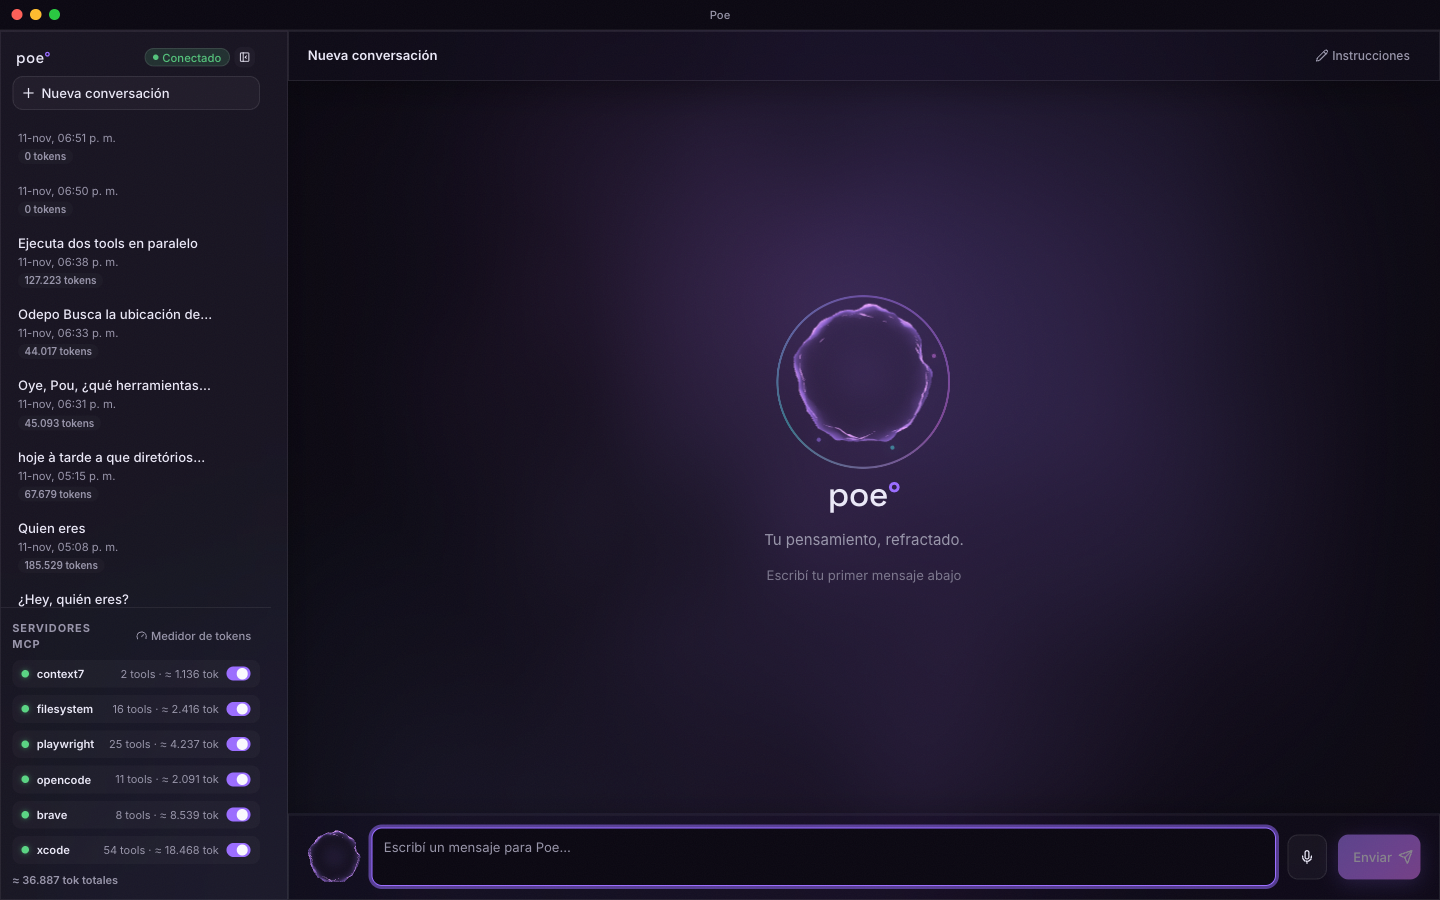 Poe
poe°
Conectado
Nueva conversación
11-nov, 06:51 p. m.
0 tokens
11-nov, 06:50 p. m.
0 tokens
Ejecuta dos tools en paralelo
11-nov, 06:38 p. m.
127.223 tokens
Odepo Busca la ubicación de...
11-nov, 06:33 p. m.
44.017 tokens
Oye, Pou, ¿qué herramientas...
11-nov, 06:31 p. m.
45.093 tokens
hoje à tarde a que diretórios...
11-nov, 05:15 p. m.
67.679 tokens
Quien eres
11-nov, 05:08 p. m.
185.529 tokens
¿Hey, quién eres?
SERVIDORES
MCP
Medidor de tokens
context7 2 tools · ≈ 1.136 tok
filesystem 16 tools · ≈ 2.416 tok
playwright 25 tools · ≈ 4.237 tok
opencode 11 tools · ≈ 2.091 tok
brave 8 tools · ≈ 8.539 tok
xcode 54 tools · ≈ 18.468 tok
≈ 36.887 tok totales
Nueva conversación
Instrucciones
poe°
Tu pensamiento, refractado.
Escribí tu primer mensaje abajo
Escribí un mensaje para Poe...
Enviar